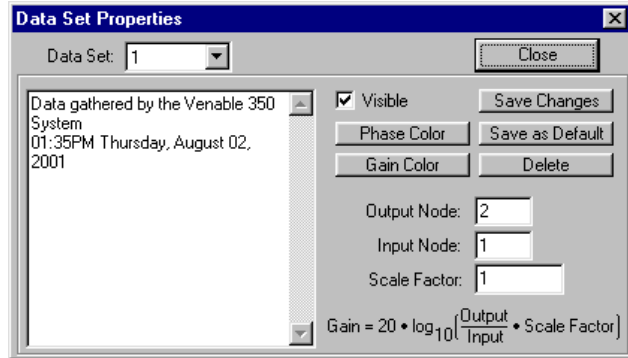 Data Set Properties
Data Set: 1
Close
Data gathered by the Venable 350
System
01:35PM Thursday, August 02,
2001
Visible
Save Changes
Phase Color
Save as Default
Gain Color
Delete
Output Node: 2
Input Node: 1
Scale Factor: 1
Gain = 20 • log10(Output/Input • Scale Factor)